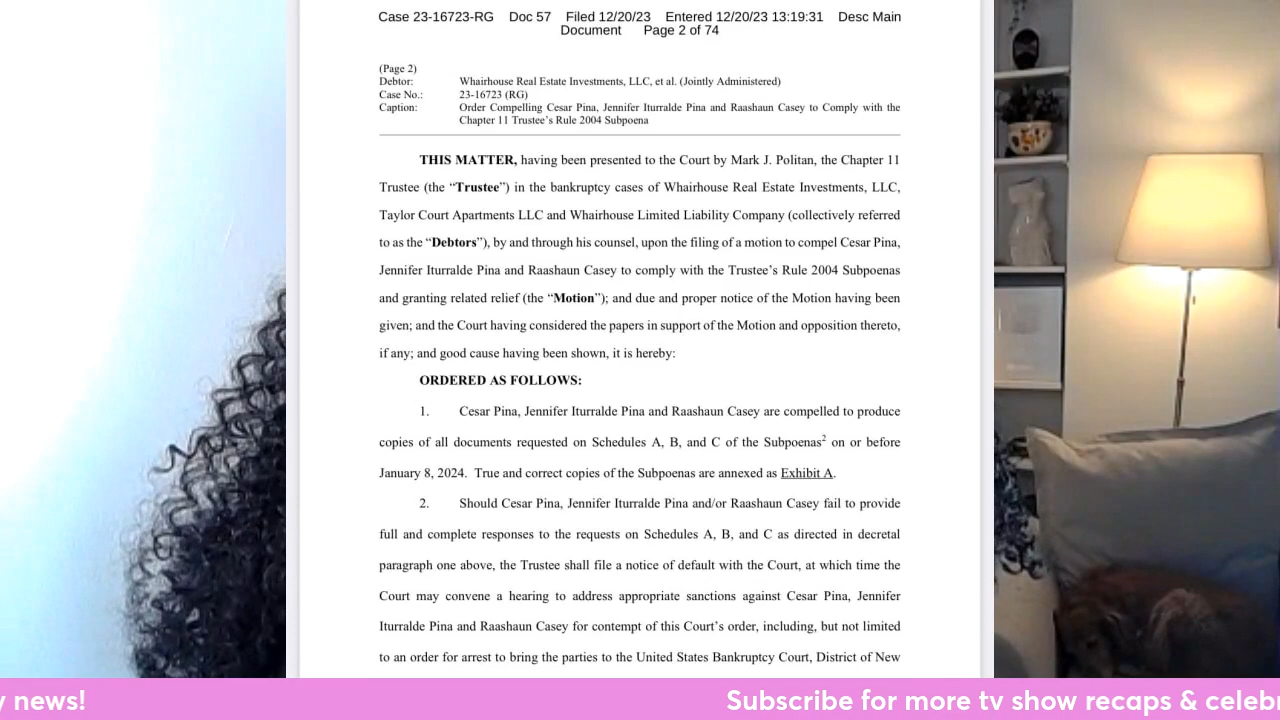 Case 23-16723-RG Doc 57 Filed 12/20/23 Entered 12/20/23 13:19:31 Desc Main
Document Page 2 of 74
(Page 2)
Debtor: Whairhouse Real Estate Investments, LLC, et al. (Jointly Administered)
Case No.: 23-16723 (RG)
Caption: Order Compelling Cesar Pina, Jennifer Iturralde Pina and Raashaun Casey to Comply with the
Chapter 11 Trustee’s Rule 2004 Subpoena
THIS MATTER, having been presented to the Court by Mark J. Politan, the Chapter 11
Trustee (the “Trustee”) in the bankruptcy cases of Whairhouse Real Estate Investments, LLC,
Taylor Court Apartments LLC and Whairhouse Limited Liability Company (collectively referred
to as the “Debtors”), by and through his counsel, upon the filing of a motion to compel Cesar Pina,
Jennifer Iturralde Pina and Raashaun Casey to comply with the Trustee’s Rule 2004 Subpoenas
and granting related relief (the “Motion”); and due and proper notice of the Motion having been
given; and the Court having considered the papers in support of the Motion and opposition thereto,
if any; and good cause having been shown, it is hereby:
ORDERED AS FOLLOWS:
1. Cesar Pina, Jennifer Iturralde Pina and Raashaun Casey are compelled to produce
copies of all documents requested on Schedules A, B, and C of the Subpoenas2 on or before
January 8, 2024. True and correct copies of the Subpoenas are annexed as Exhibit A.
2. Should Cesar Pina, Jennifer Iturralde Pina and/or Raashaun Casey fail to provide
full and complete responses to the requests on Schedules A, B, and C as directed in decretal
paragraph one above, the Trustee shall file a notice of default with the Court, at which time the
Court may convene a hearing to address appropriate sanctions against Cesar Pina, Jennifer
Iturralde Pina and Raashaun Casey for contempt of this Court’s order, including, but not limited
to an order for arrest to bring the parties to the United States Bankruptcy Court, District of New
y news! Subscribe for more tv show recaps & celeb